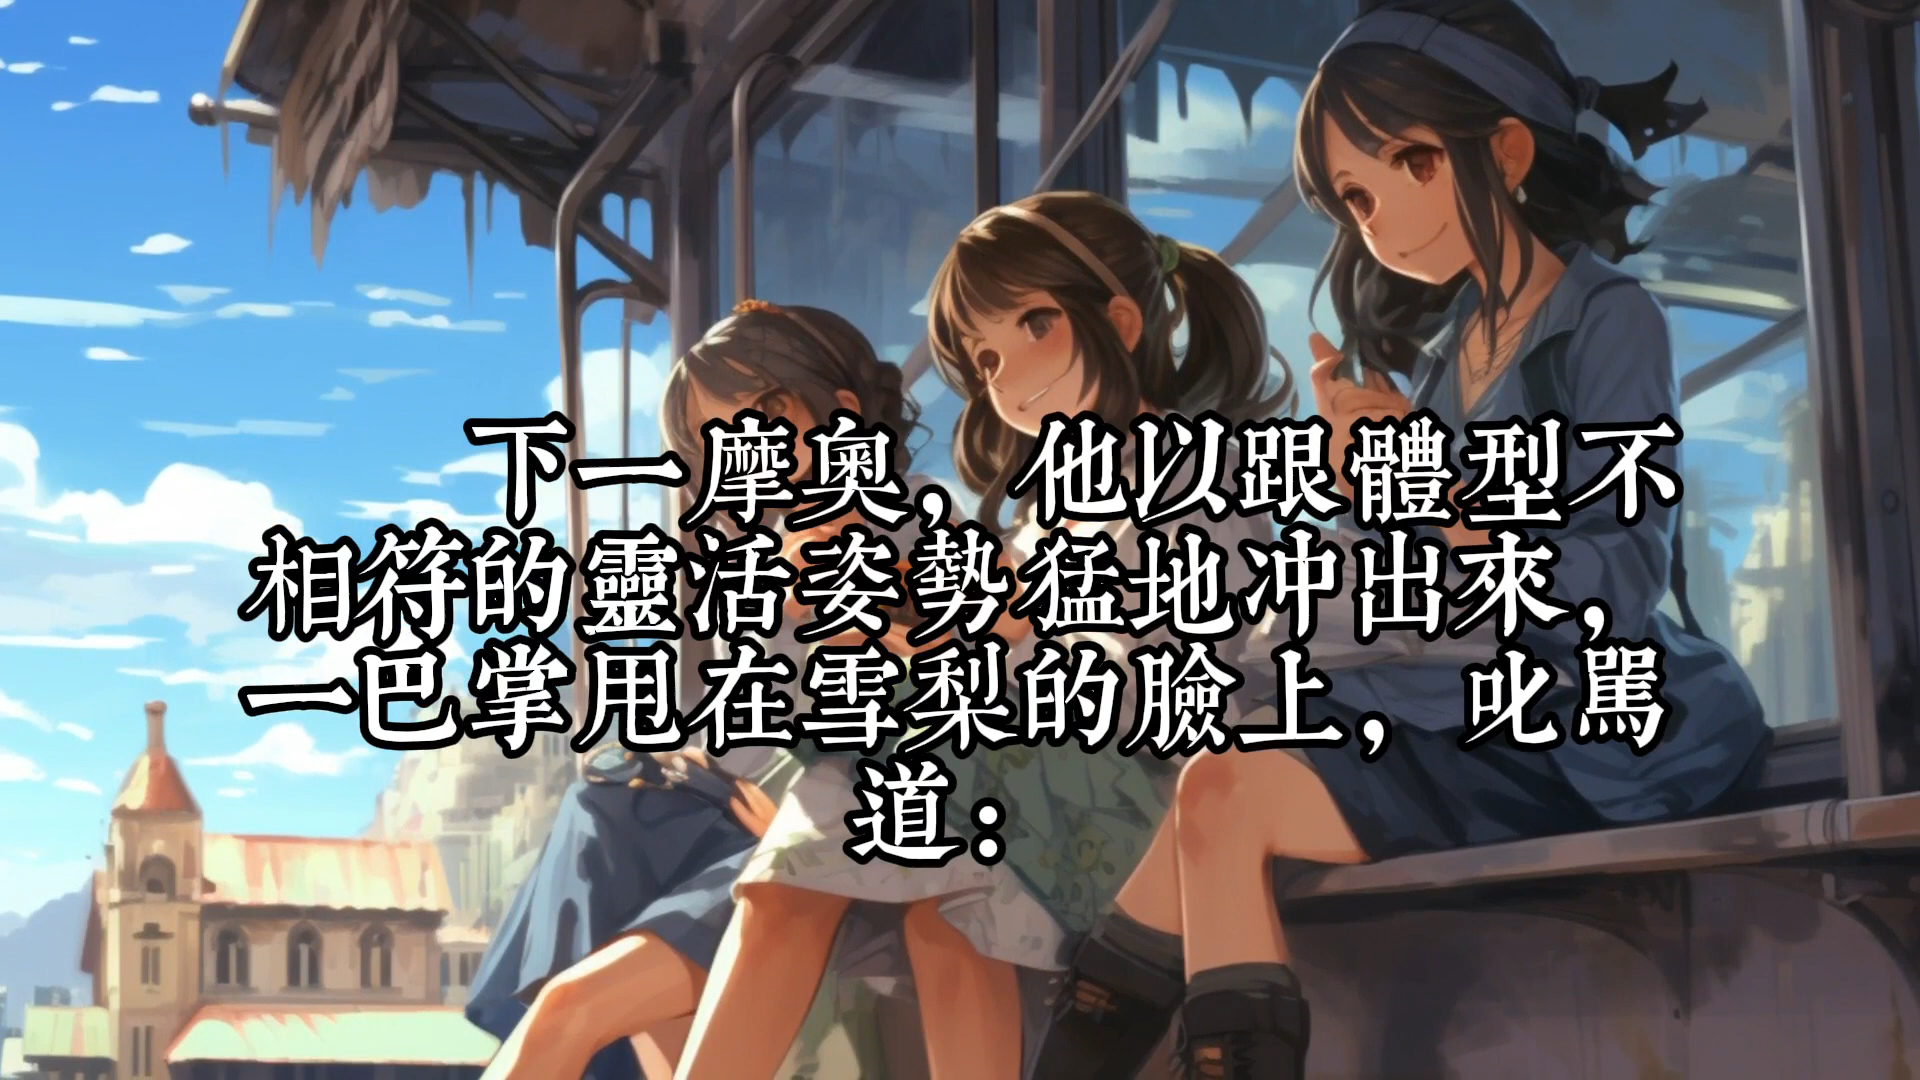 下一摩奧，他以跟體型不
相符的靈活姿勢猛地冲出來，
一巴掌甩在雪梨的臉上，叱駡
道：